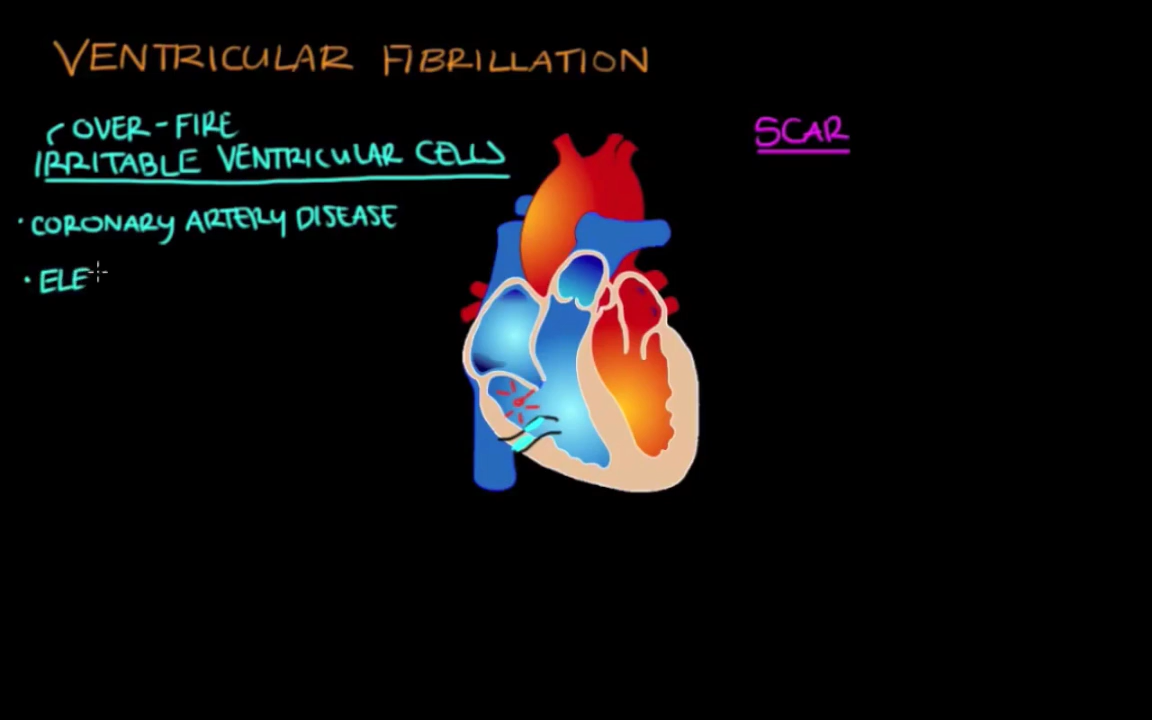 VENTRICULAR FIBRILLATION
OVER-FIRE
IRRITABLE VENTRICULAR CELLS
• CORONARY ARTERY DISEASE
• ELE
SCAR